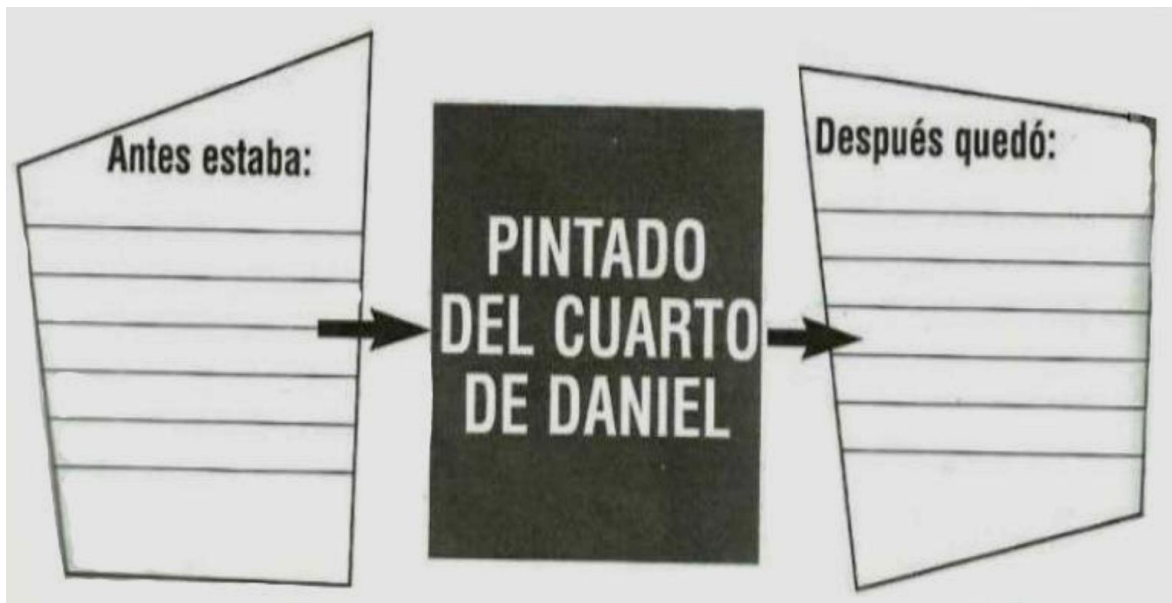 Antes estaba:
PINTADO
DEL CUARTO
DE DANIEL
Después quedó: